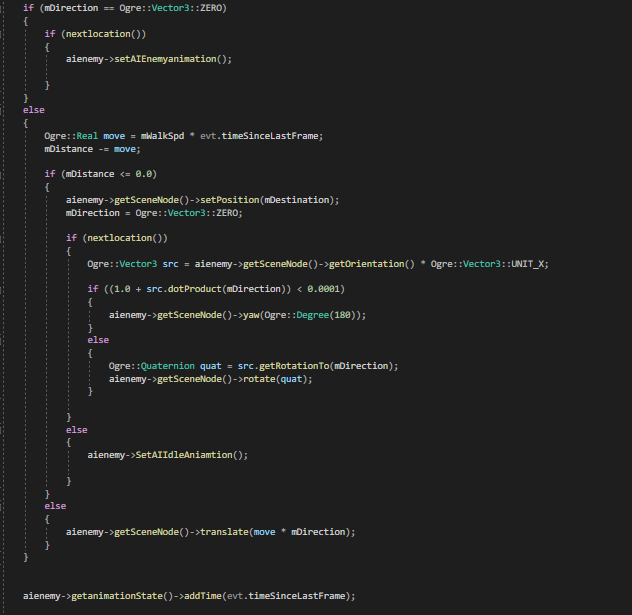 if (mDirection == Ogre::Vector3::ZERO)
{
if (nextlocation())
{
aienemy->setAIEnemyanimation();
}
}
else
{
Ogre::Real move = mWalkSpd * evt.timeSinceLastFrame;
mDistance -= move;
if (mDistance <= 0.0)
{
aienemy->getSceneNode()->setPosition(mDestination);
mDirection = Ogre::Vector3::ZERO;
if (nextlocation())
{
Ogre::Vector3 src = aienemy->getSceneNode()->getOrientation() * Ogre::Vector3::UNIT_X;
if ((1.0 + src.dotProduct(mDirection)) < 0.0001)
{
aienemy->getSceneNode()->yaw(Ogre::Degree(180));
}
else
{
Ogre::Quaternion quat = src.getRotationTo(mDirection);
aienemy->getSceneNode()->rotate(quat);
}
}
else
{
aienemy->SetAIIdleAniamtion();
}
}
else
{
aienemy->getSceneNode()->translate(move * mDirection);
}
}
aienemy->getanimationState()->addTime(evt.timeSinceLastFrame);